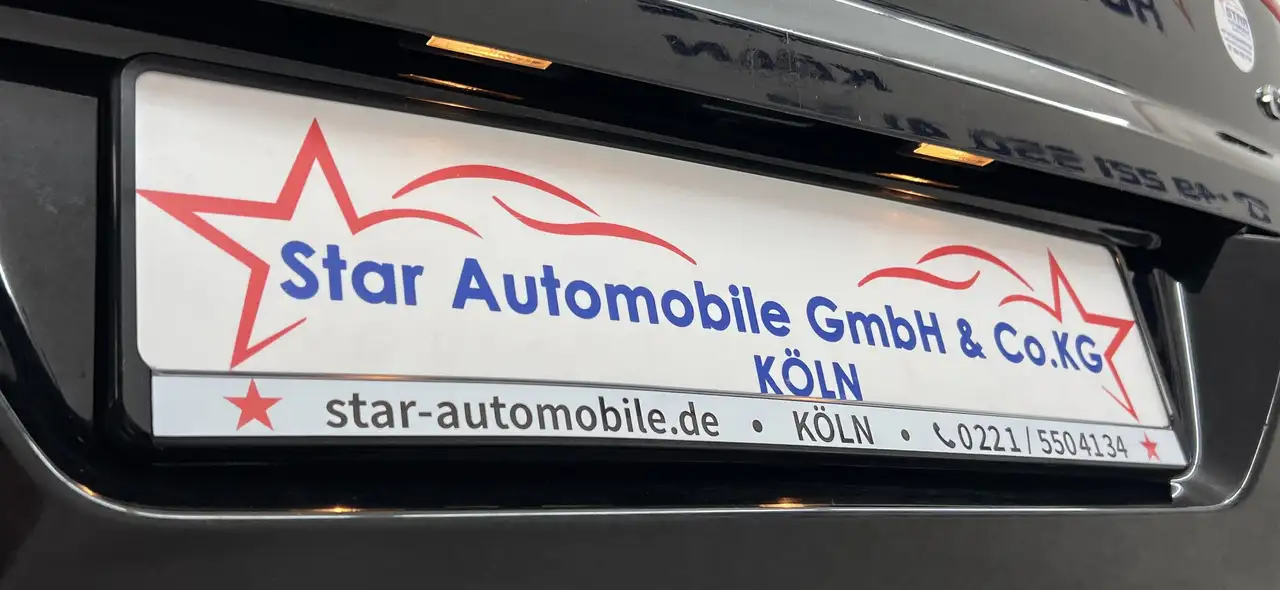 Star Automobile GmbH & Co.KG
KÖLN
star-automobile.de • KÖLN • 0221/5504134